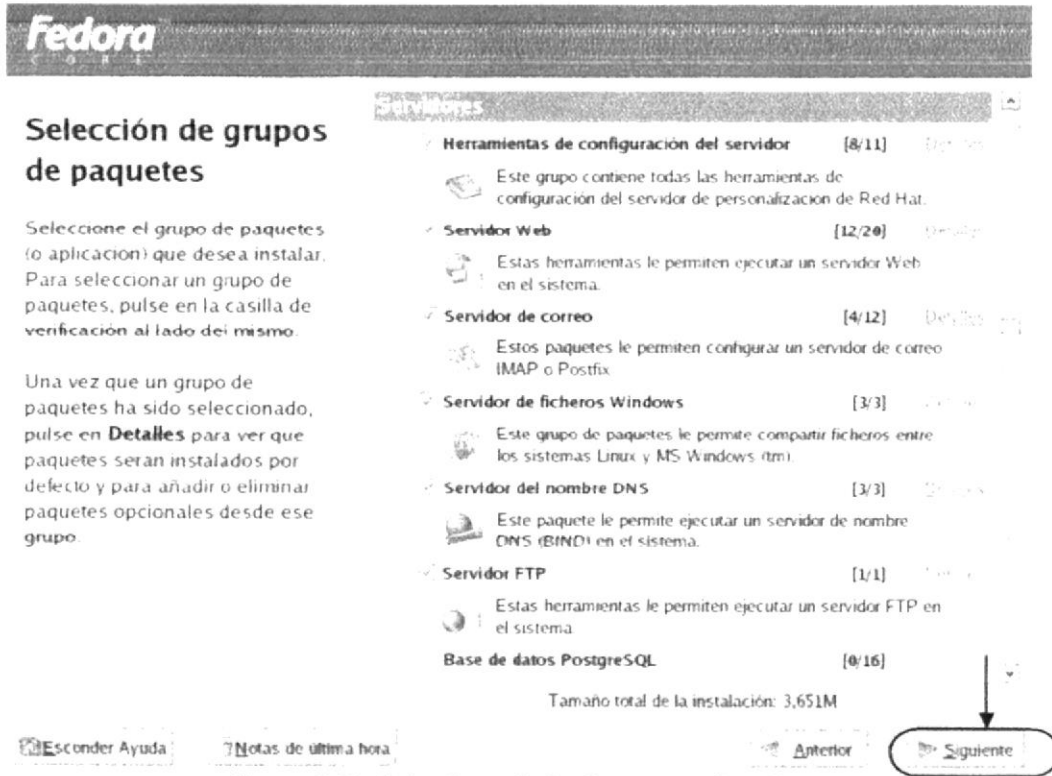 Fedora
CORE
Selección de grupos
de paquetes
Seleccione el grupo de paquetes
(o aplicación) que desea instalar.
Para seleccionar un grupo de
paquetes, pulse en la casilla de
verificación al lado del mismo.
Una vez que un grupo de
paquetes ha sido seleccionado,
pulse en Detalles para ver que
paquetes seran instalados por
defecto y para añadir o eliminar
paquetes opcionales desde ese
grupo.
Servidores
Herramientas de configuración del servidor [8/11]
Este grupo contiene todas las herramientas de
configuración del servidor de personalización de Red Hat.
Servidor Web [12/20] Detalles
Estas herramientas le permiten ejecutar un servidor Web
en el sistema.
Servidor de correo [4/12] Detalles
Estos paquetes le permiten configurar un servidor de correo
IMAP o Postfix
Servidor de ficheros Windows [3/3]
Este grupo de paquetes le permite compartir ficheros entre
los sistemas Linux y MS Windows (tm).
Servidor del nombre DNS [3/3]
Este paquete le permite ejecutar un servidor de nombre
DNS (BIND) en el sistema.
Servidor FTP [1/1]
Estas herramientas le permiten ejecutar un servidor FTP en
el sistema
Base de datos PostgreSQL [0/16]
Tamaño total de la instalación: 3,651M
Esconder Ayuda
Notas de última hora
Anterior
Siguiente